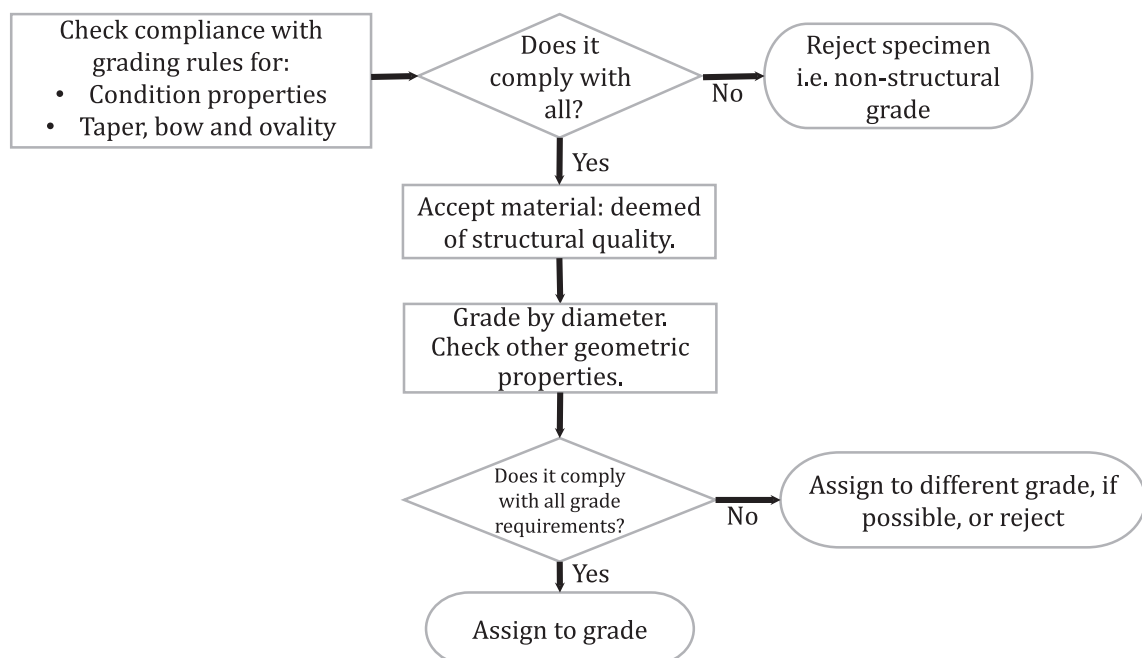 Check compliance with
grading rules for:
• Condition properties
• Taper, bow and ovality
Does it
comply with
all?
No
Reject specimen
i.e. non-structural
grade
Yes
Accept material: deemed
of structural quality.
Grade by diameter.
Check other geometric
properties.
Does it comply
with all grade
requirements?
No
Assign to different grade, if
possible, or reject
Yes
Assign to grade